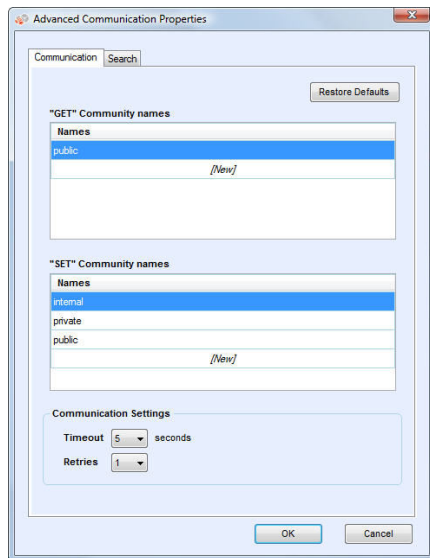 Advanced Communication Properties
Communication Search
Restore Defaults
"GET" Community names
Names
public
[New]
"SET" Community names
Names
internal
private
public
[New]
Communication Settings
Timeout 5 seconds
Retries 1
OK Cancel